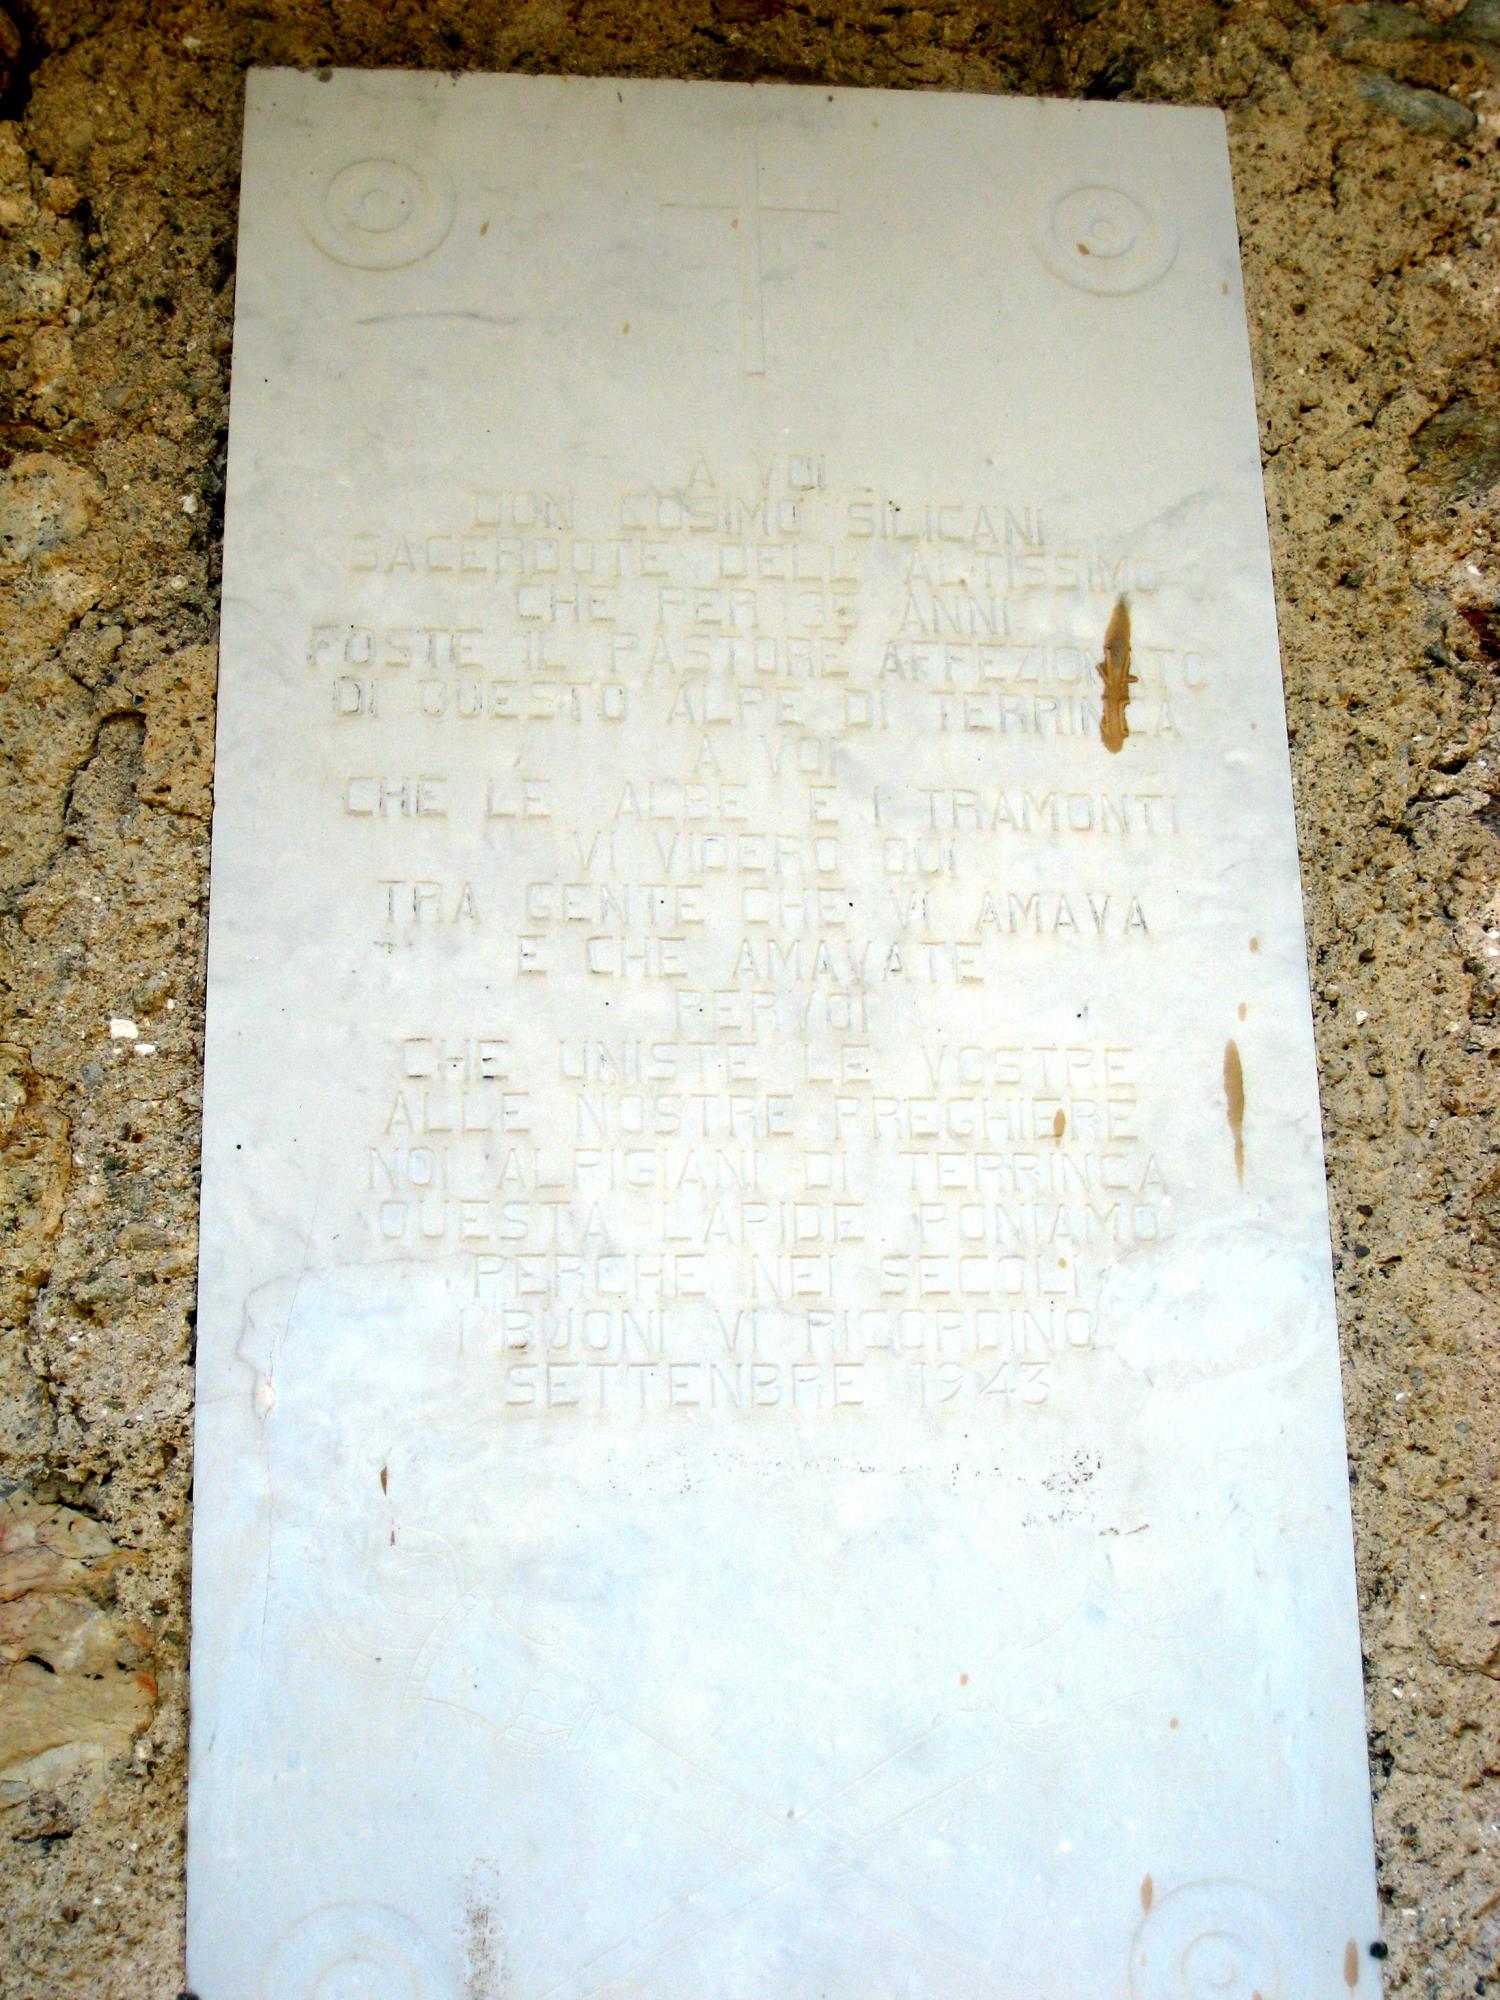 A VOI
DON COSIMO SILICANI
SACERDOTE DELL' ALTISSIMO
CHE PER 36 ANNI
FOSTE IL PASTORE AFFEZIONATO
DI QUESTO ALPE DI TERRINCA
A VOI
CHE LE ALBE E I TRAMONTI
VI VIDERO QUI
TRA GENTE CHE VI AMAVA
E CHE AMAVATE
PER VOI
CHE UNISTE LE VOSTRE
ALLE NOSTRE PREGHIERE
NOI ALPIGIANI DI TERRINCA
QUESTA LAPIDE PONIAMO
PERCHE NEI SECOLI
I BUONI VI RICORDINO
SETTENBRE 1943